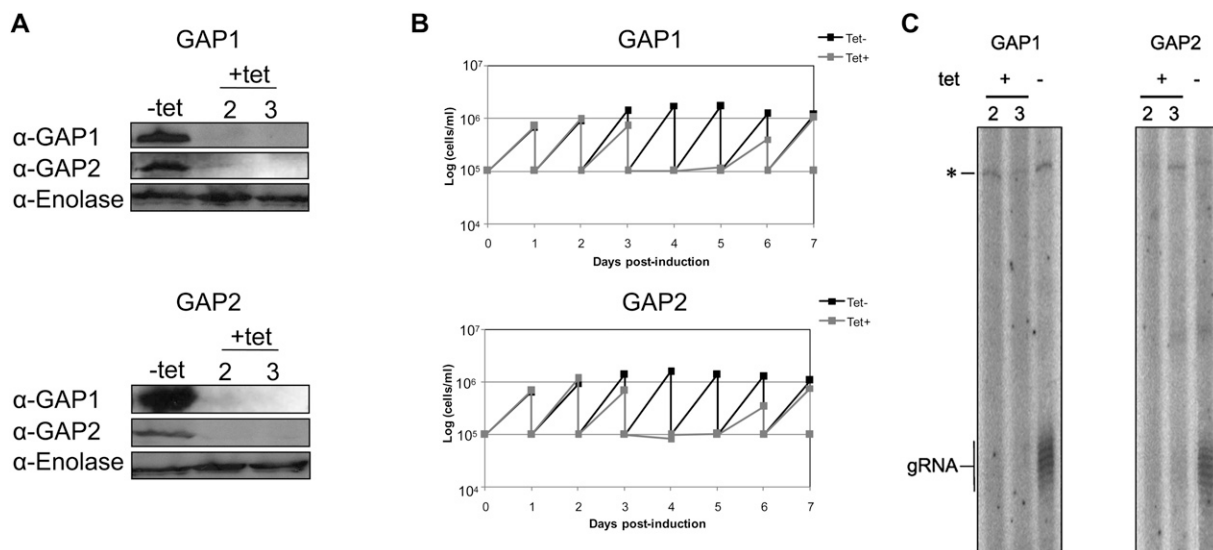 A
GAP1
+tet
-tet 2 3
α-GAP1
α-GAP2
α-Enolase
GAP2
+tet
-tet 2 3
α-GAP1
α-GAP2
α-Enolase
B
GAP1
Tet-
Tet+
Log (cells/ml)
10⁷
10⁶
10⁵
10⁴
0 1 2 3 4 5 6 7
Days post-induction
GAP2
Tet-
Tet+
Log (cells/ml)
10⁷
10⁶
10⁵
10⁴
0 1 2 3 4 5 6 7
Days post-induction
C
GAP1 GAP2
tet + - + -
2 3 2 3
*
gRNA